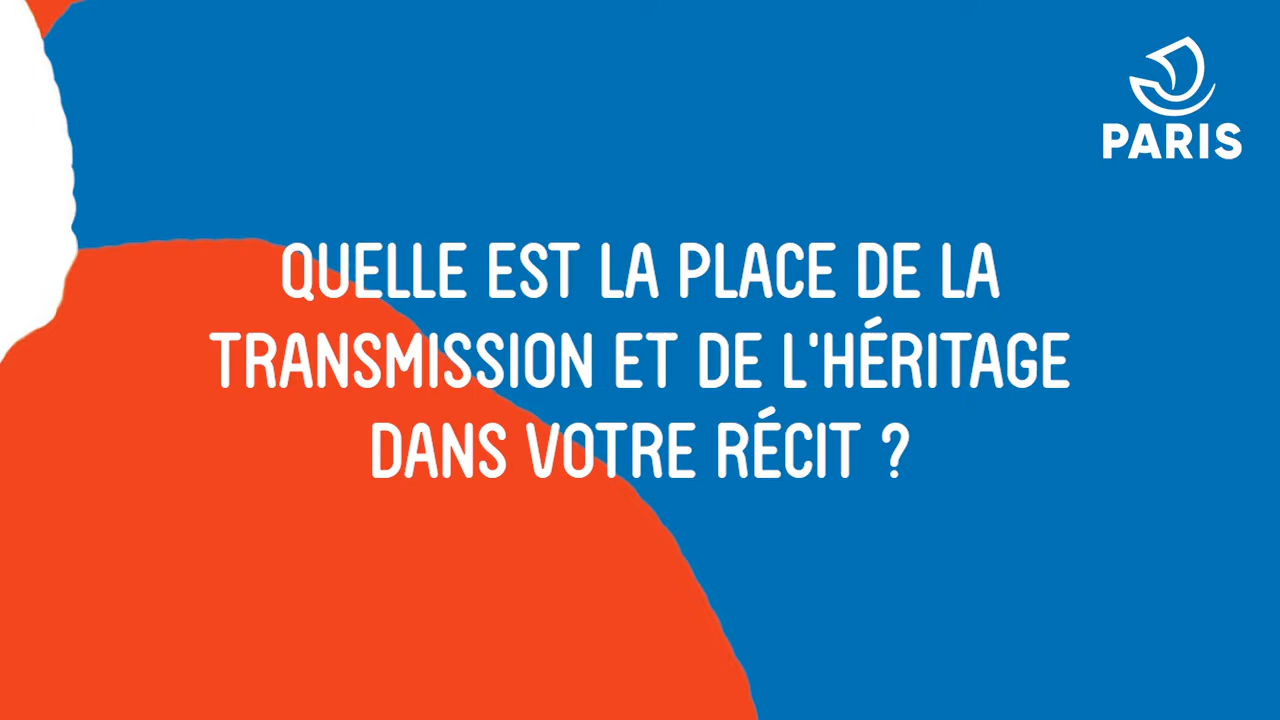 PARIS
QUELLE EST LA PLACE DE LA
TRANSMISSION ET DE L'HÉRITAGE
DANS VOTRE RÉCIT ?